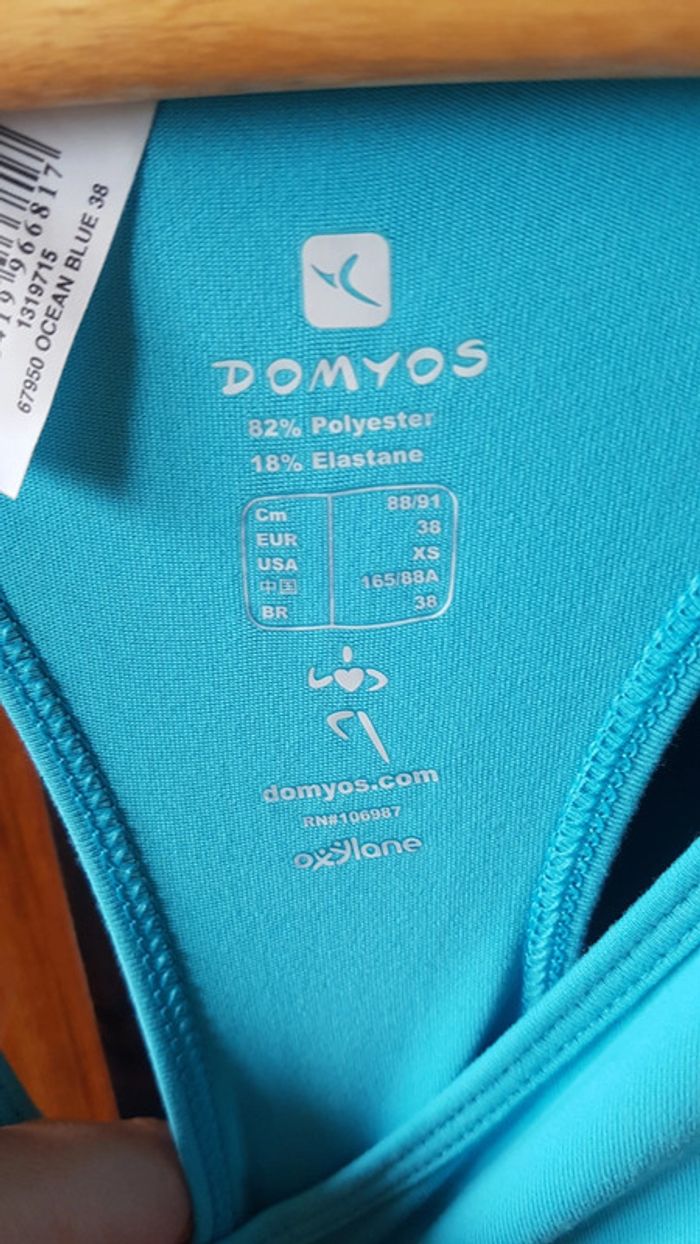 966817
1319715
67950 OCEAN BLUE 38
DOMYOS
82% Polyester
18% Elastane
Cm 88/91
EUR 38
USA XS
中国 165/88A
BR 38
domyos.com
RN#106987
oxylane